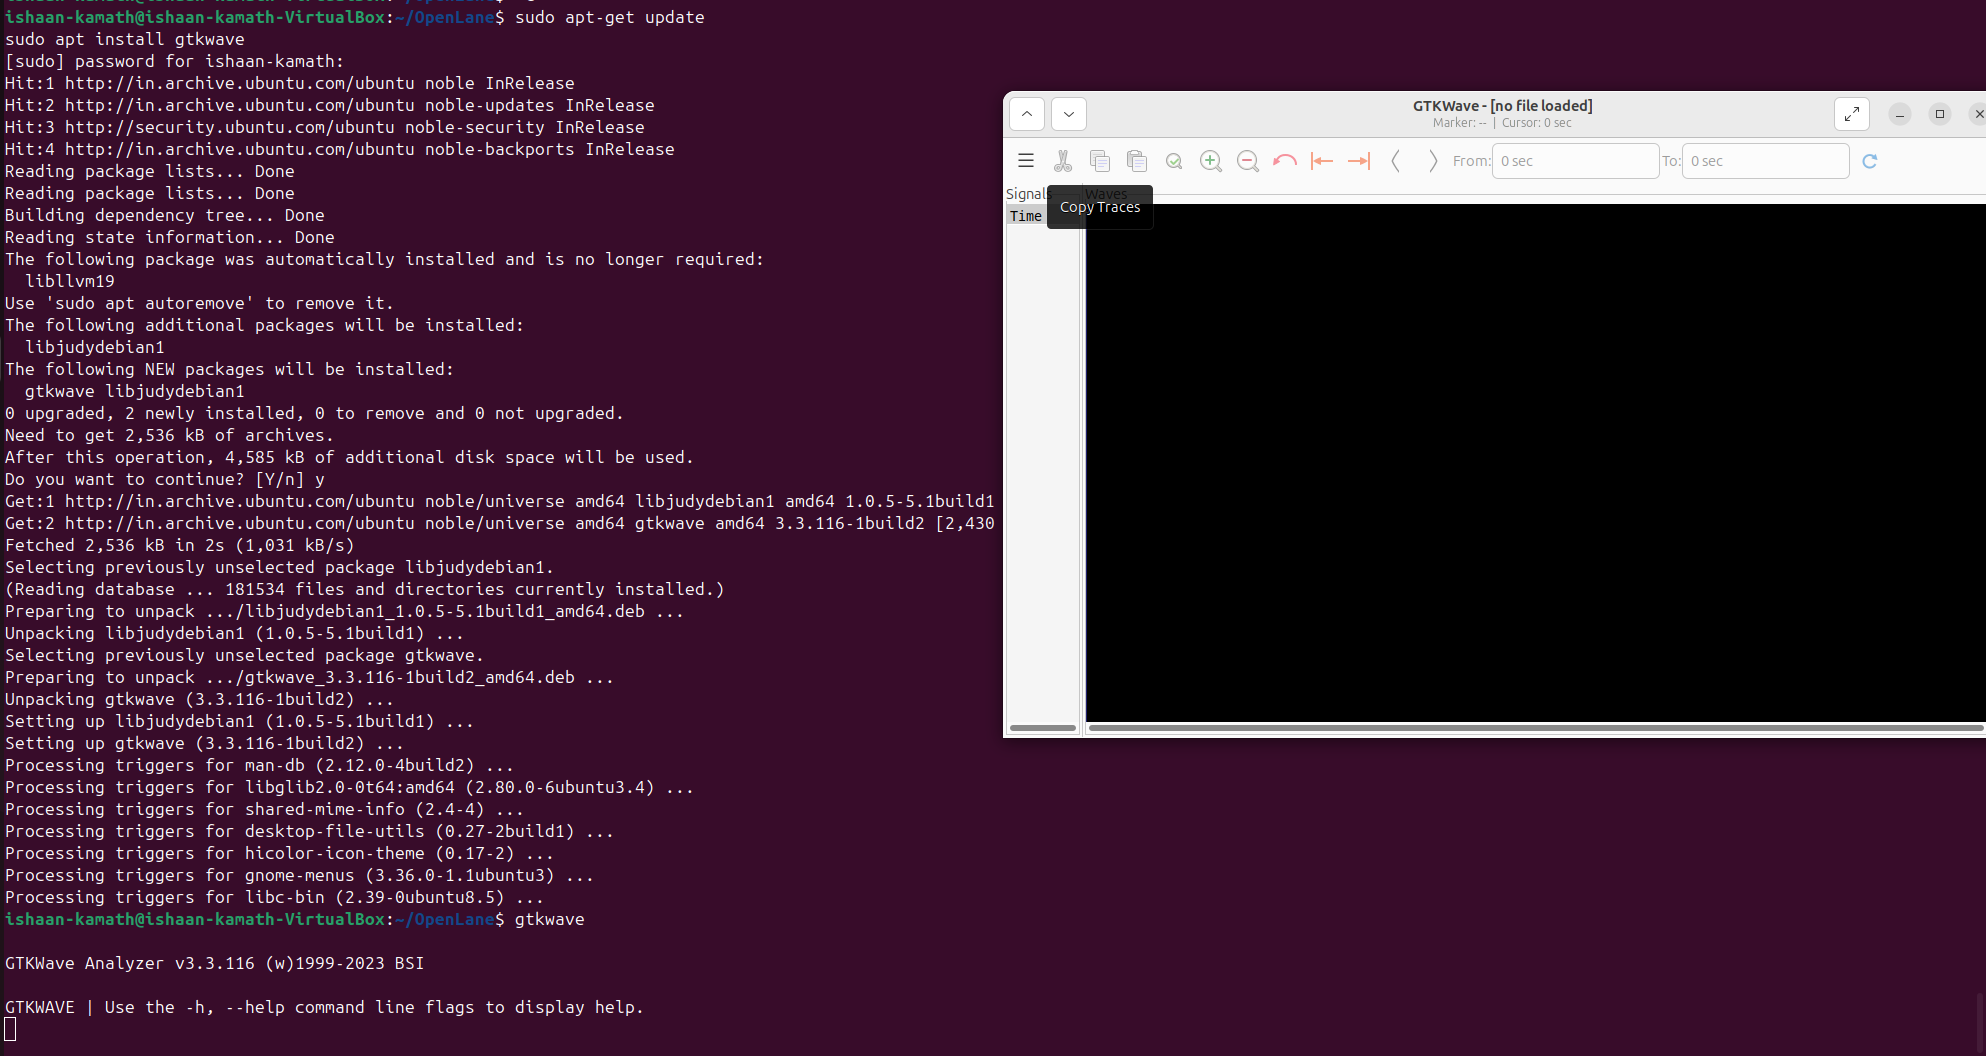 ishaan-kamath@ishaan-kamath-VirtualBox:~/OpenLane$ sudo apt-get update
sudo apt install gtkwave
[sudo] password for ishaan-kamath:
Hit:1 http://in.archive.ubuntu.com/ubuntu noble InRelease
Hit:2 http://in.archive.ubuntu.com/ubuntu noble-updates InRelease
Hit:3 http://security.ubuntu.com/ubuntu noble-security InRelease
Hit:4 http://in.archive.ubuntu.com/ubuntu noble-backports InRelease
Reading package lists... Done
Reading package lists... Done
Building dependency tree... Done
Reading state information... Done
The following package was automatically installed and is no longer required:
  libllvm19
Use 'sudo apt autoremove' to remove it.
The following additional packages will be installed:
  libjudydebian1
The following NEW packages will be installed:
  gtkwave libjudydebian1
0 upgraded, 2 newly installed, 0 to remove and 0 not upgraded.
Need to get 2,536 kB of archives.
After this operation, 4,585 kB of additional disk space will be used.
Do you want to continue? [Y/n] y
Get:1 http://in.archive.ubuntu.com/ubuntu noble/universe amd64 libjudydebian1 amd64 1.0.5-5.1build1
Get:2 http://in.archive.ubuntu.com/ubuntu noble/universe amd64 gtkwave amd64 3.3.116-1build2 [2,430
Fetched 2,536 kB in 2s (1,031 kB/s)
Selecting previously unselected package libjudydebian1.
(Reading database ... 181534 files and directories currently installed.)
Preparing to unpack .../libjudydebian1_1.0.5-5.1build1_amd64.deb ...
Unpacking libjudydebian1 (1.0.5-5.1build1) ...
Selecting previously unselected package gtkwave.
Preparing to unpack .../gtkwave_3.3.116-1build2_amd64.deb ...
Unpacking gtkwave (3.3.116-1build2) ...
Setting up libjudydebian1 (1.0.5-5.1build1) ...
Setting up gtkwave (3.3.116-1build2) ...
Processing triggers for man-db (2.12.0-4build2) ...
Processing triggers for libglib2.0-0t64:amd64 (2.80.0-6ubuntu3.4) ...
Processing triggers for shared-mime-info (2.4-4) ...
Processing triggers for desktop-file-utils (0.27-2build1) ...
Processing triggers for hicolor-icon-theme (0.17-2) ...
Processing triggers for gnome-menus (3.36.0-1.1ubuntu3) ...
Processing triggers for libc-bin (2.39-0ubuntu8.5) ...
ishaan-kamath@ishaan-kamath-VirtualBox:~/OpenLane$ gtkwave
GTKWave Analyzer v3.3.116 (w)1999-2023 BSI
GTKWAVE | Use the -h, --help command line flags to display help.
GTKWave - [no file loaded]
Marker: -- | Cursor: 0 sec
From: 0 sec To: 0 sec
Signals Waves
Copy Traces
Time